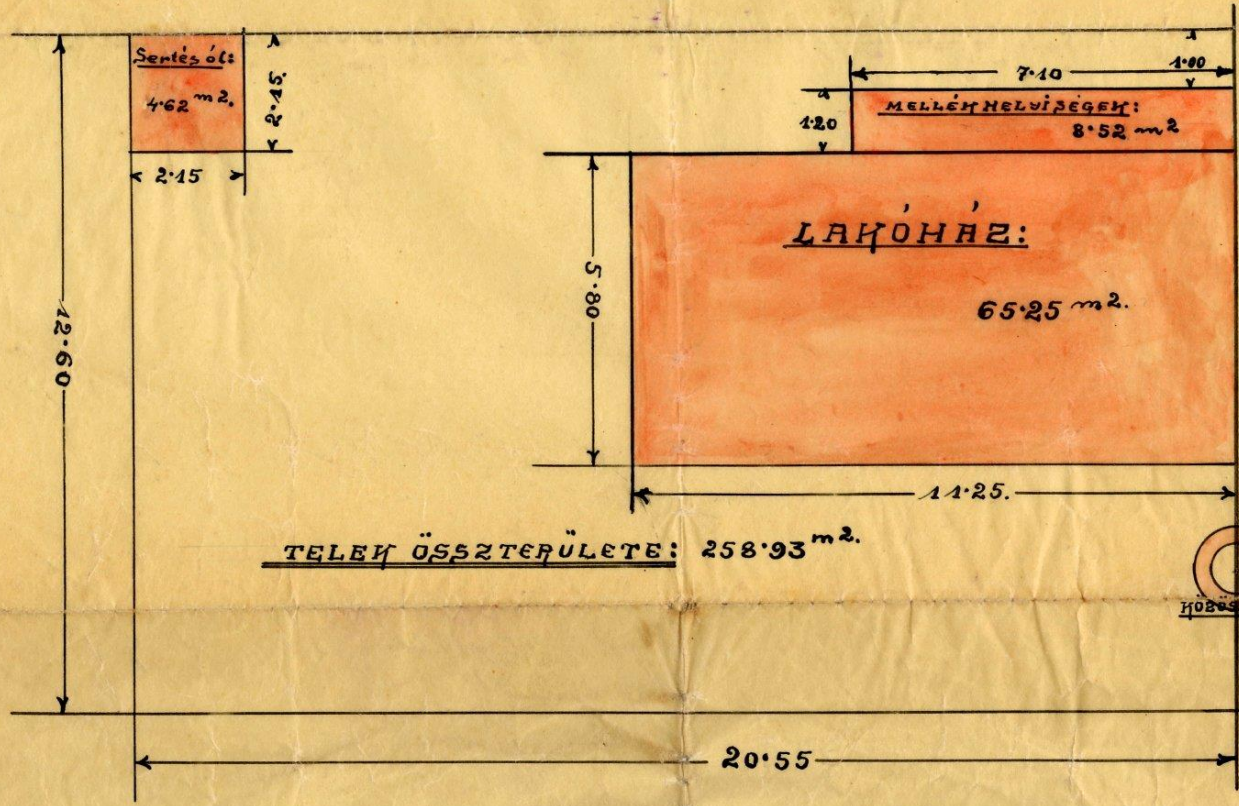 Sertés ól:
4·62 m2.
2·15.
2·15
1·00
7·10
1·20
MELLÉKHELYISÉGEK:
8·52 m2
LAKÓHÁZ:
65·25 m2.
5·80
12·60
11·25.
TELEK ÖSSZTERÜLETE: 258·93 m2.
KÖZÖS
20·55